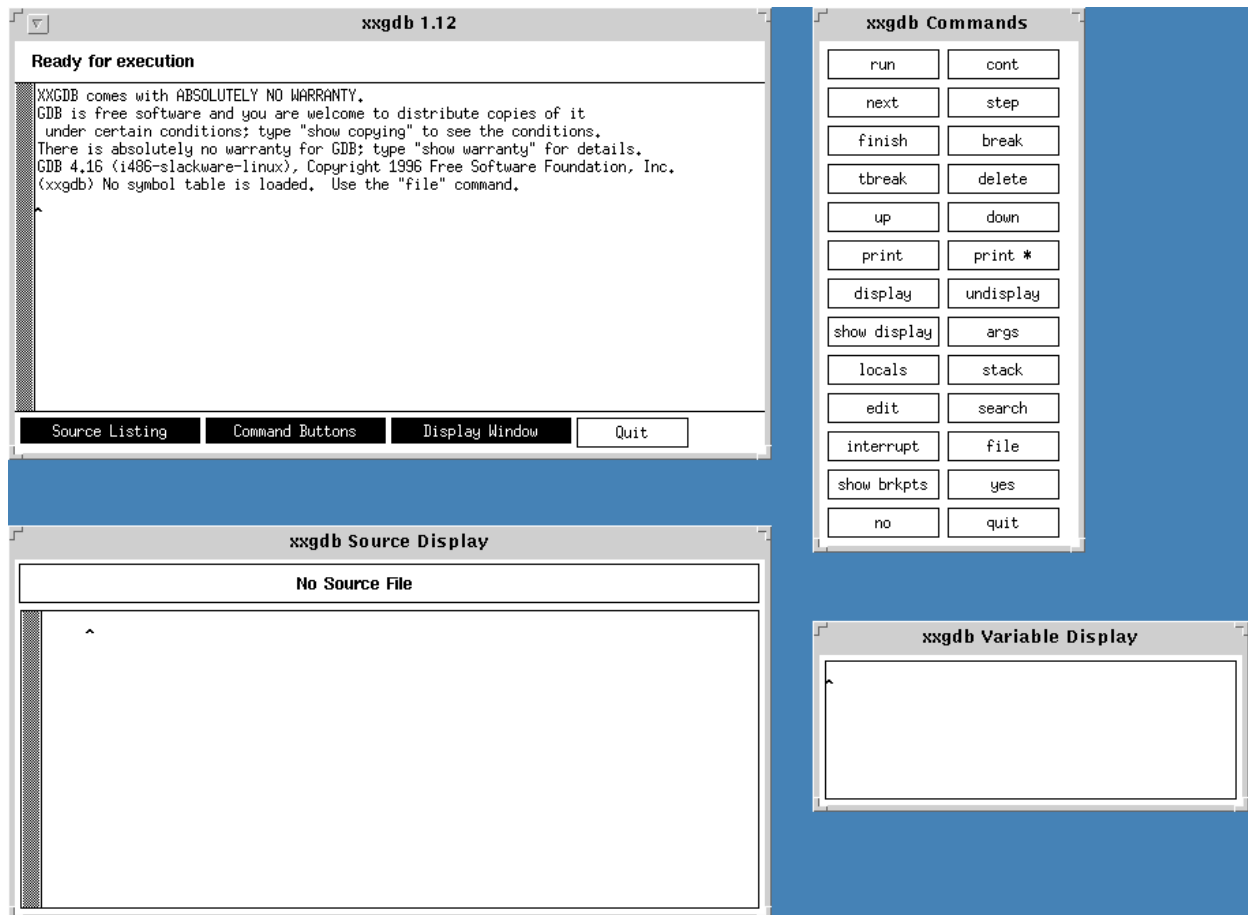 xxgdb 1.12
Ready for execution
XXGDB comes with ABSOLUTELY NO WARRANTY.
GDB is free software and you are welcome to distribute copies of it
under certain conditions; type "show copying" to see the conditions.
There is absolutely no warranty for GDB; type "show warranty" for details.
GDB 4.16 (i486-slackware-linux), Copyright 1996 Free Software Foundation, Inc.
(xxgdb) No symbol table is loaded.  Use the "file" command.
^
Source Listing Command Buttons Display Window Quit
xxgdb Commands
run cont
next step
finish break
tbreak delete
up down
print print *
display undisplay
show display args
locals stack
edit search
interrupt file
show brkpts yes
no quit
xxgdb Source Display
No Source File
^
xxgdb Variable Display
^